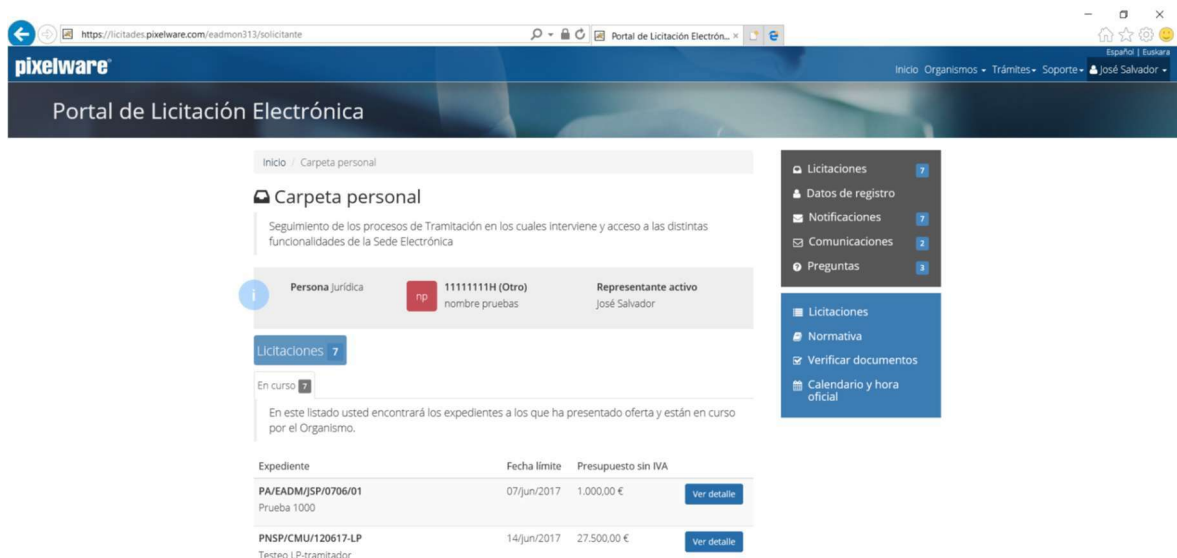 https://licitades.pixelware.com/eadmon313/solicitante
Portal de Licitación Electrón...
Español | Euskara
pixelware
Inicio Organismos Trámites Soporte José Salvador
Portal de Licitación Electrónica
Inicio / Carpeta personal
Carpeta personal
Seguimiento de los procesos de Tramitación en los cuales interviene y acceso a las distintas
funcionalidades de la Sede Electrónica
Persona Jurídica
np
11111111H (Otro)
nombre pruebas
Representante activo
José Salvador
Licitaciones 7
En curso 7
En este listado usted encontrará los expedientes a los que ha presentado oferta y están en curso
por el Organismo.
Expediente Fecha límite Presupuesto sin IVA
PA/EADM/JSP/0706/01 07/jun/2017 1.000,00 € Ver detalle
Prueba 1000
PNSP/CMU/120617-LP 14/jun/2017 27.500,00 € Ver detalle
Testeo LP-tramitador
Licitaciones 7
Datos de registro
Notificaciones 7
Comunicaciones 2
Preguntas 3
Licitaciones
Normativa
Verificar documentos
Calendario y hora
oficial